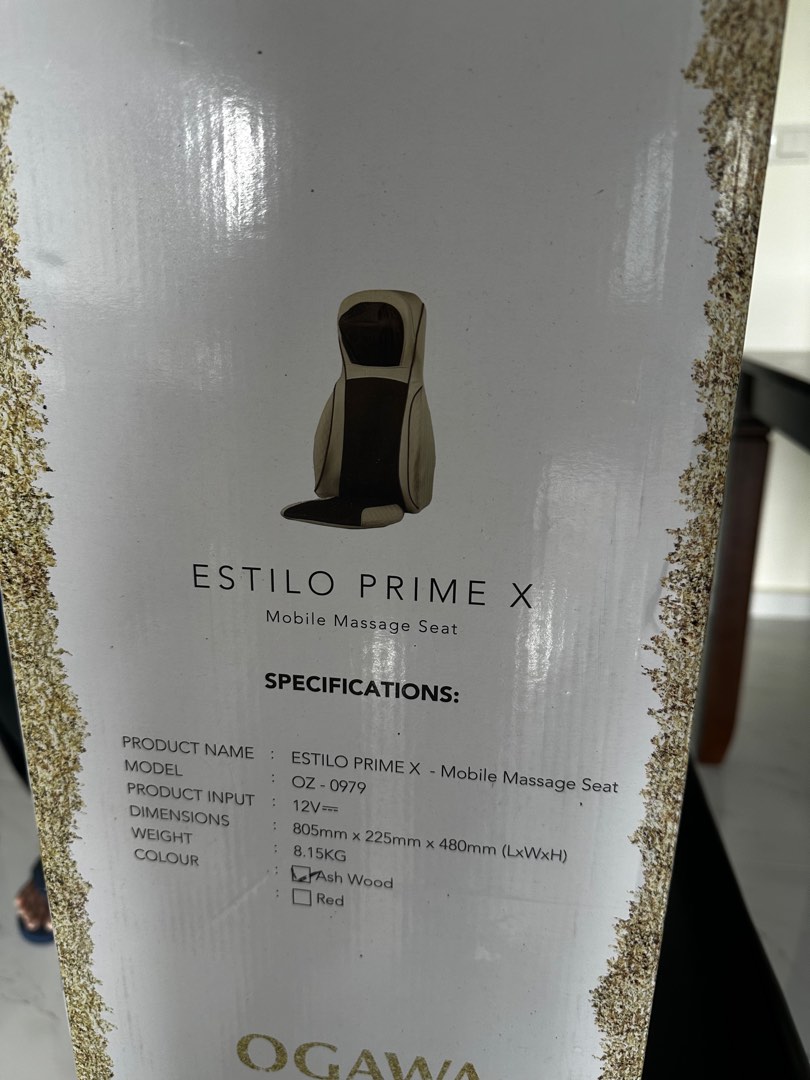 ESTILO PRIME X
Mobile Massage Seat
SPECIFICATIONS:
PRODUCT NAME : ESTILO PRIME X - Mobile Massage Seat
MODEL : OZ - 0979
PRODUCT INPUT : 12V⎓
DIMENSIONS : 805mm x 225mm x 480mm (LxWxH)
WEIGHT : 8.15KG
COLOUR : ☑ Ash Wood
: ☐ Red
OGAWA